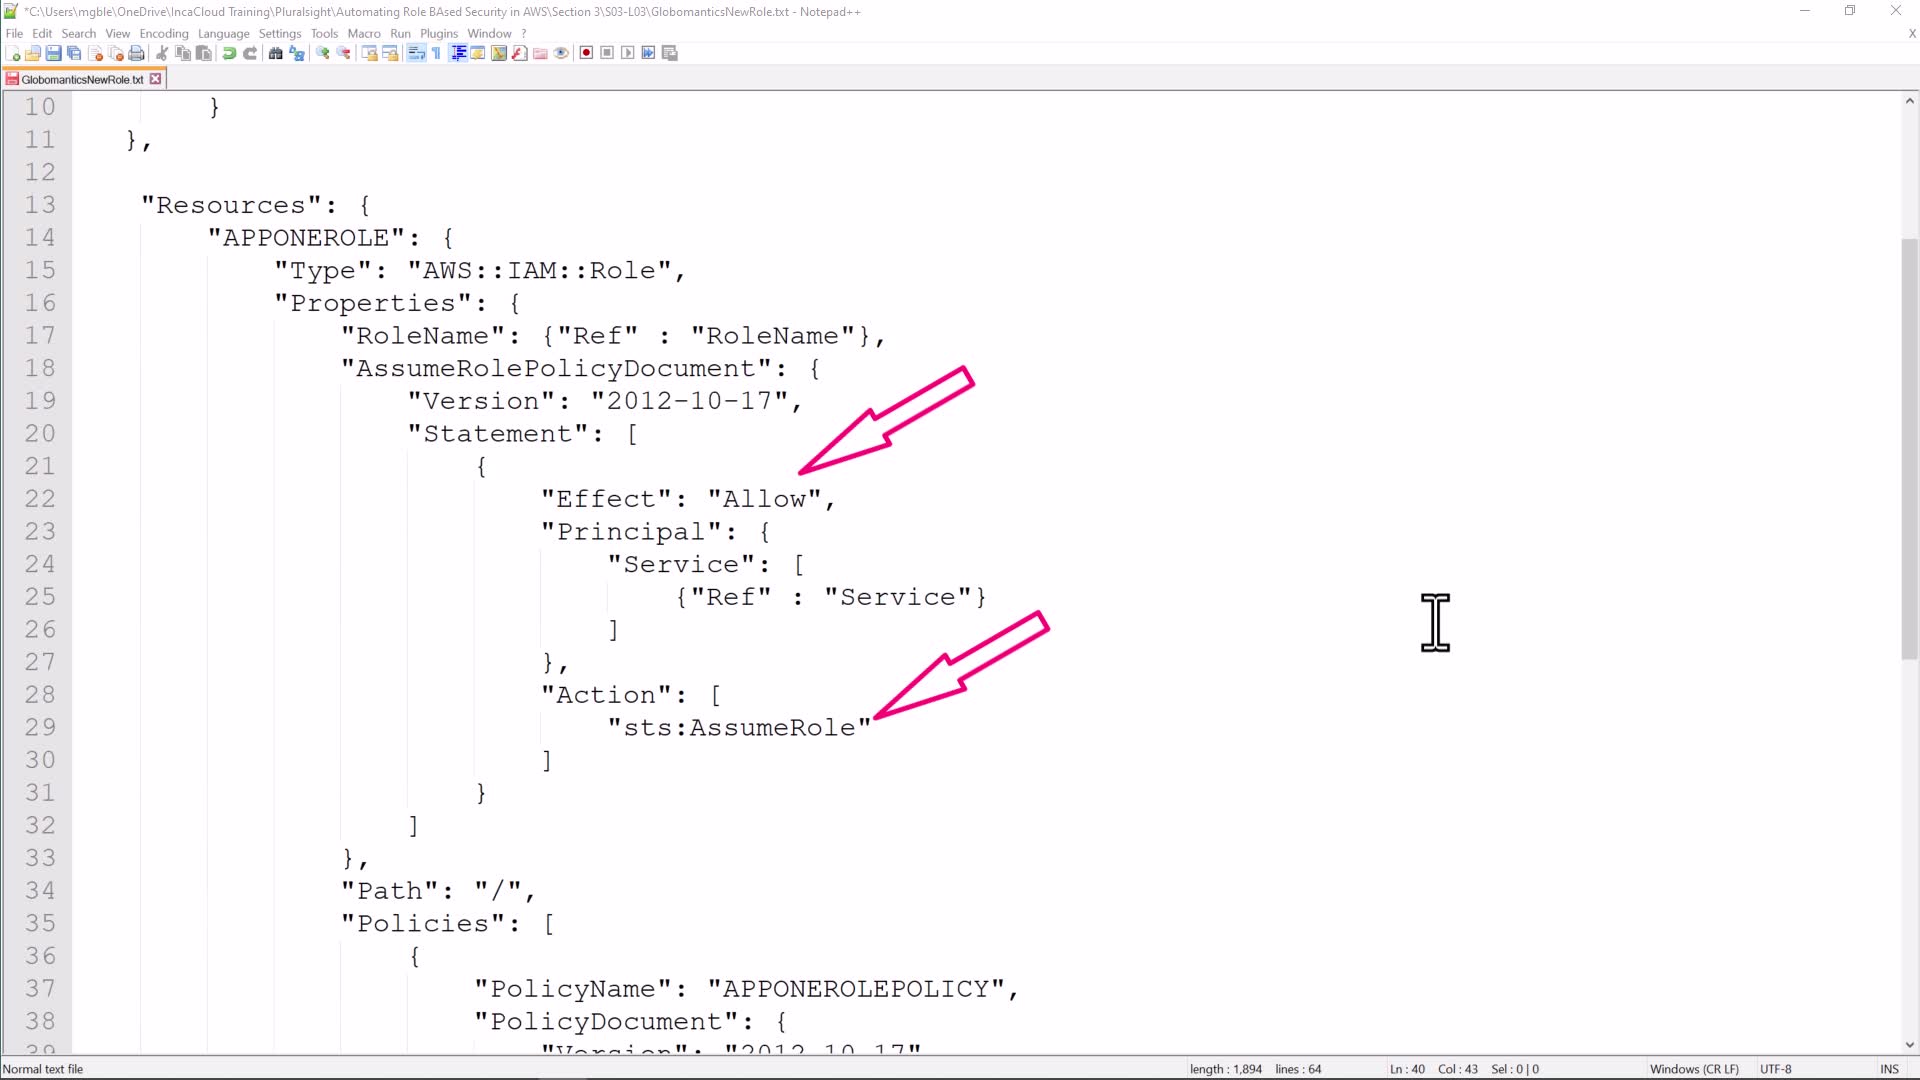 *C:\Users\mgble\OneDrive\IncaCloud Training\Pluralsight\Automating Role BAsed Security in AWS\Section 3\S03-L03\GlobomanticsNewRole.txt - Notepad++
File Edit Search View Encoding Language Settings Tools Macro Run Plugins Window ? X
GlobomanticsNewRole.txt
10 }
11 },
12
13 "Resources": {
14 "APPONEROLE": {
15 "Type": "AWS::IAM::Role",
16 "Properties": {
17 "RoleName": {"Ref" : "RoleName"},
18 "AssumeRolePolicyDocument": {
19 "Version": "2012-10-17",
20 "Statement": [
21 {
22 "Effect": "Allow",
23 "Principal": {
24 "Service": [
25 {"Ref" : "Service"}
26 ]
27 },
28 "Action": [
29 "sts:AssumeRole"
30 ]
31 }
32 ]
33 },
34 "Path": "/",
35 "Policies": [
36 {
37 "PolicyName": "APPONEROLEPOLICY",
38 "PolicyDocument": {
39 "Version": "2012-10-17"
Normal text file length : 1,894 lines : 64 Ln : 40 Col : 43 Sel : 0 | 0 Windows (CR LF) UTF-8 INS